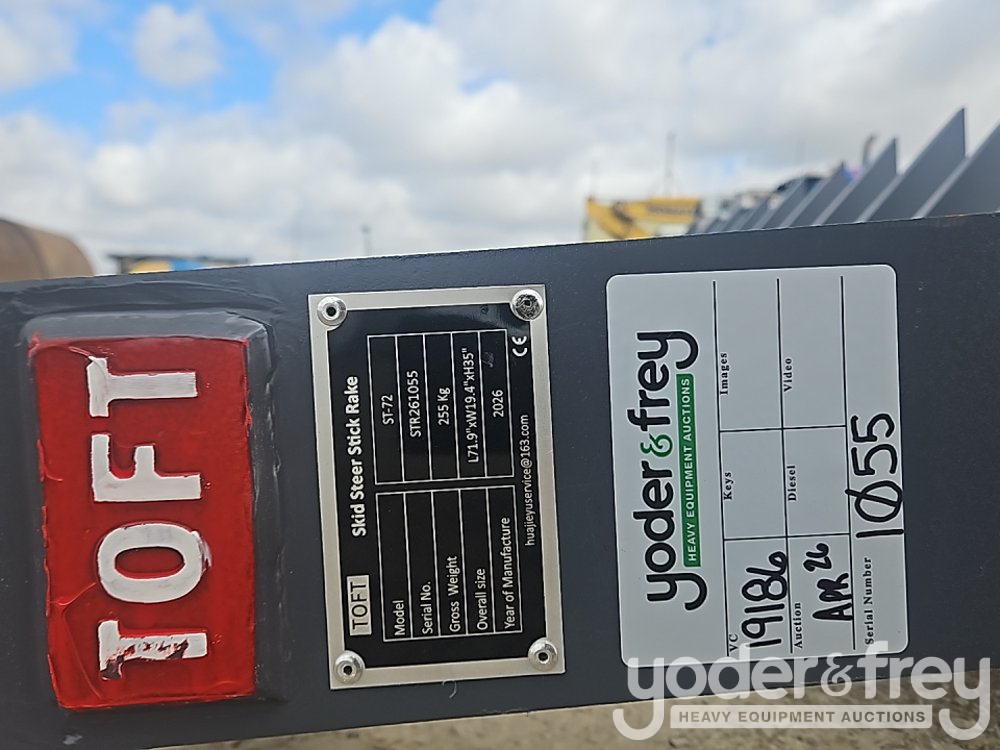 TOFT
TOFT Skid Steer Stick Rake
Model ST-72
Serial No. STR261055
Gross Weight 255 Kg
Overall size L71.9"xW19.4"xH35"
Year of Manufacture 2026
huajieyuservice@163.com CE
yoder&frey
HEAVY EQUIPMENT AUCTIONS
VC 19186 Keys Images
Auction APR 26 Diesel Video
Serial Number 1055
yoder&frey
HEAVY EQUIPMENT AUCTIONS